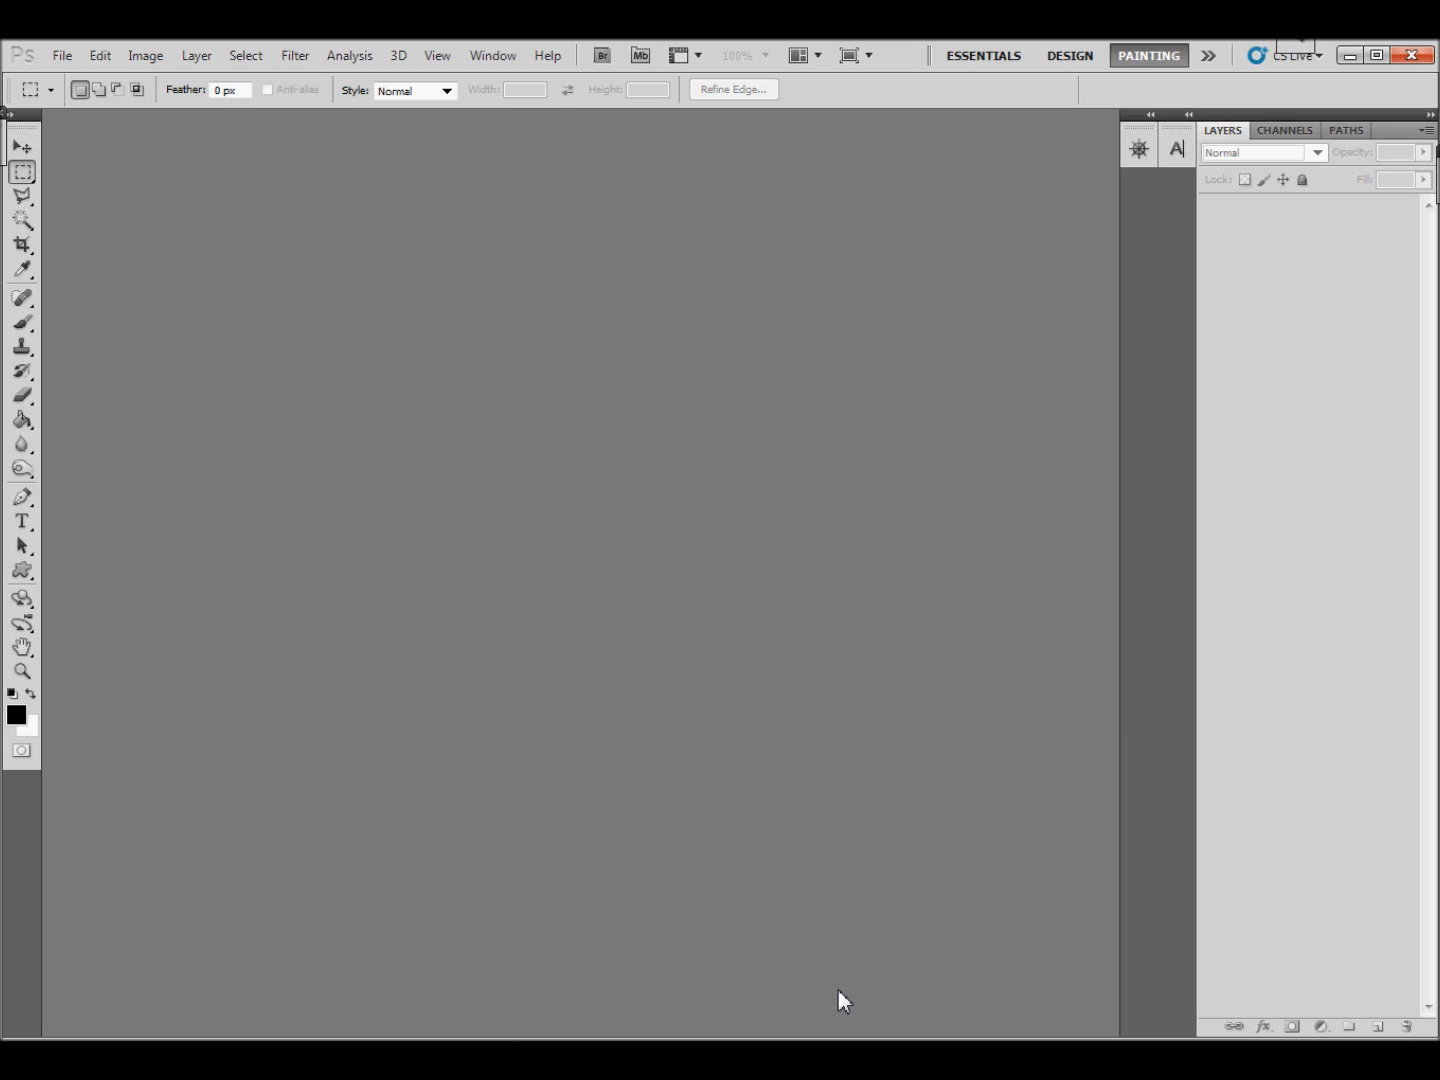 Ps File Edit Image Layer Select Filter Analysis 3D View Window Help Br Mb 100% ESSENTIALS DESIGN PAINTING CS Live
Feather: 0 px Anti-alias Style: Normal Width: Height: Refine Edge...
LAYERS CHANNELS PATHS
Normal Opacity:
Lock: Fill:
A
T
fx